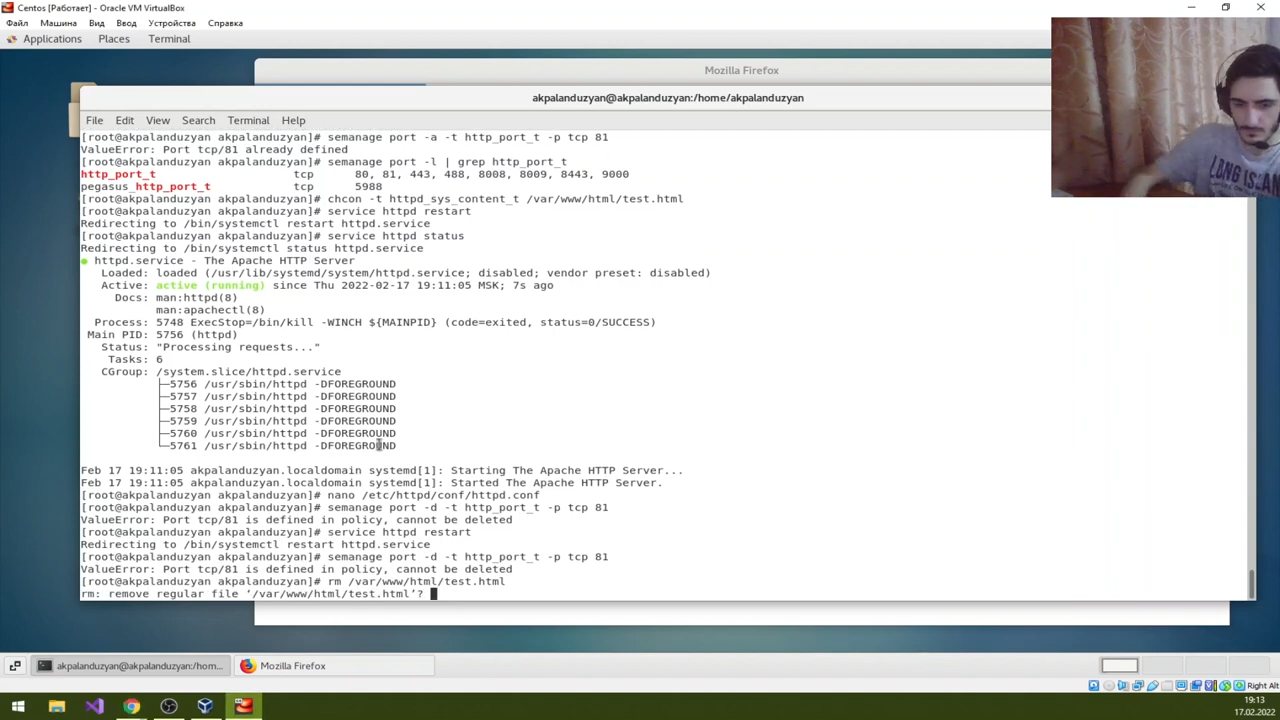 Centos [Работает] - Oracle VM VirtualBox
Файл Машина Вид Ввод Устройства Справка
Applications Places Terminal
Mozilla Firefox
akpalanduzyan@akpalanduzyan:/home/akpalanduzyan
File Edit View Search Terminal Help
[root@akpalanduzyan akpalanduzyan]# semanage port -a -t http_port_t -p tcp 81
ValueError: Port tcp/81 already defined
[root@akpalanduzyan akpalanduzyan]# semanage port -l | grep http_port_t
http_port_t tcp 80, 81, 443, 488, 8008, 8009, 8443, 9000
pegasus_http_port_t tcp 5988
[root@akpalanduzyan akpalanduzyan]# chcon -t httpd_sys_content_t /var/www/html/test.html
[root@akpalanduzyan akpalanduzyan]# service httpd restart
Redirecting to /bin/systemctl restart httpd.service
[root@akpalanduzyan akpalanduzyan]# service httpd status
Redirecting to /bin/systemctl status httpd.service
● httpd.service - The Apache HTTP Server
Loaded: loaded (/usr/lib/systemd/system/httpd.service; disabled; vendor preset: disabled)
Active: active (running) since Thu 2022-02-17 19:11:05 MSK; 7s ago
Docs: man:httpd(8)
man:apachectl(8)
Process: 5748 ExecStop=/bin/kill -WINCH ${MAINPID} (code=exited, status=0/SUCCESS)
Main PID: 5756 (httpd)
Status: "Processing requests..."
Tasks: 6
CGroup: /system.slice/httpd.service
├─5756 /usr/sbin/httpd -DFOREGROUND
├─5757 /usr/sbin/httpd -DFOREGROUND
├─5758 /usr/sbin/httpd -DFOREGROUND
├─5759 /usr/sbin/httpd -DFOREGROUND
├─5760 /usr/sbin/httpd -DFOREGROUND
└─5761 /usr/sbin/httpd -DFOREGROUND
Feb 17 19:11:05 akpalanduzyan.localdomain systemd[1]: Starting The Apache HTTP Server...
Feb 17 19:11:05 akpalanduzyan.localdomain systemd[1]: Started The Apache HTTP Server.
[root@akpalanduzyan akpalanduzyan]# nano /etc/httpd/conf/httpd.conf
[root@akpalanduzyan akpalanduzyan]# semanage port -d -t http_port_t -p tcp 81
ValueError: Port tcp/81 is defined in policy, cannot be deleted
[root@akpalanduzyan akpalanduzyan]# service httpd restart
Redirecting to /bin/systemctl restart httpd.service
[root@akpalanduzyan akpalanduzyan]# semanage port -d -t http_port_t -p tcp 81
ValueError: Port tcp/81 is defined in policy, cannot be deleted
[root@akpalanduzyan akpalanduzyan]# rm /var/www/html/test.html
rm: remove regular file ‘/var/www/html/test.html’?
akpalanduzyan@akpalanduzyan:/hom... Mozilla Firefox
Right Alt
19:13
17.02.2022